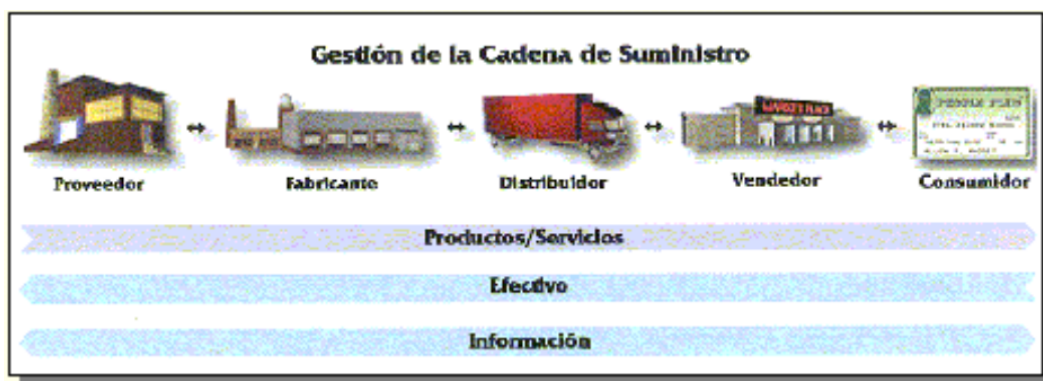 Gestión de la Cadena de Suministro
Proveedor
Fabricante
Distribuidor
Vendedor
Consumidor
Productos/Servicios
Efectivo
Información